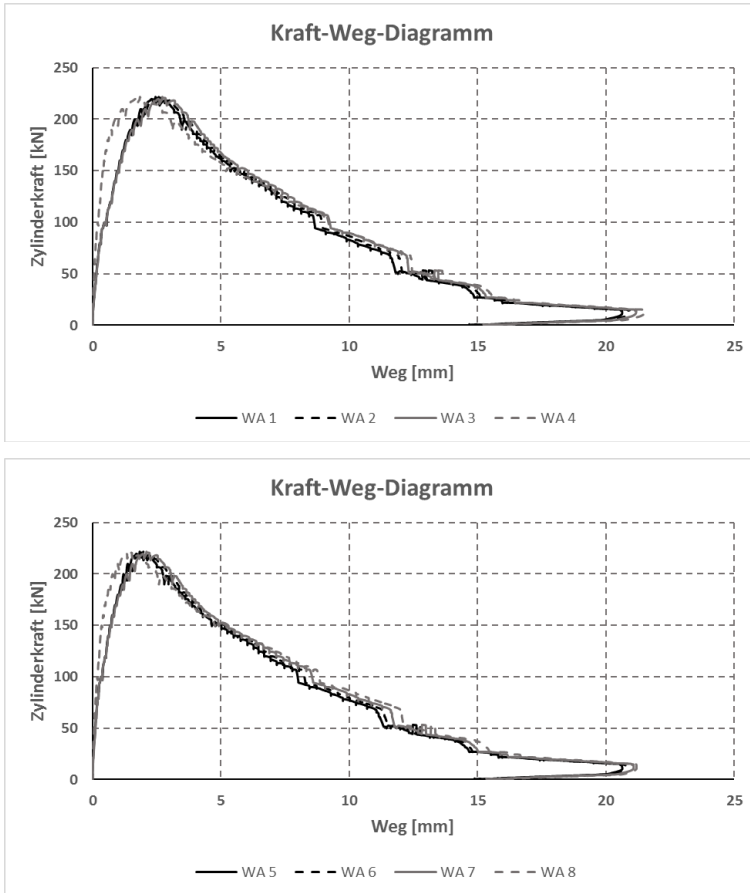 Kraft-Weg-Diagramm
250
200
150
100
50
0
Zylinderkraft [kN]
0 5 10 15 20 25
Weg [mm]
WA 1 WA 2 WA 3 WA 4
Kraft-Weg-Diagramm
250
200
150
100
50
0
Zylinderkraft [kN]
0 5 10 15 20 25
Weg [mm]
WA 5 WA 6 WA 7 WA 8